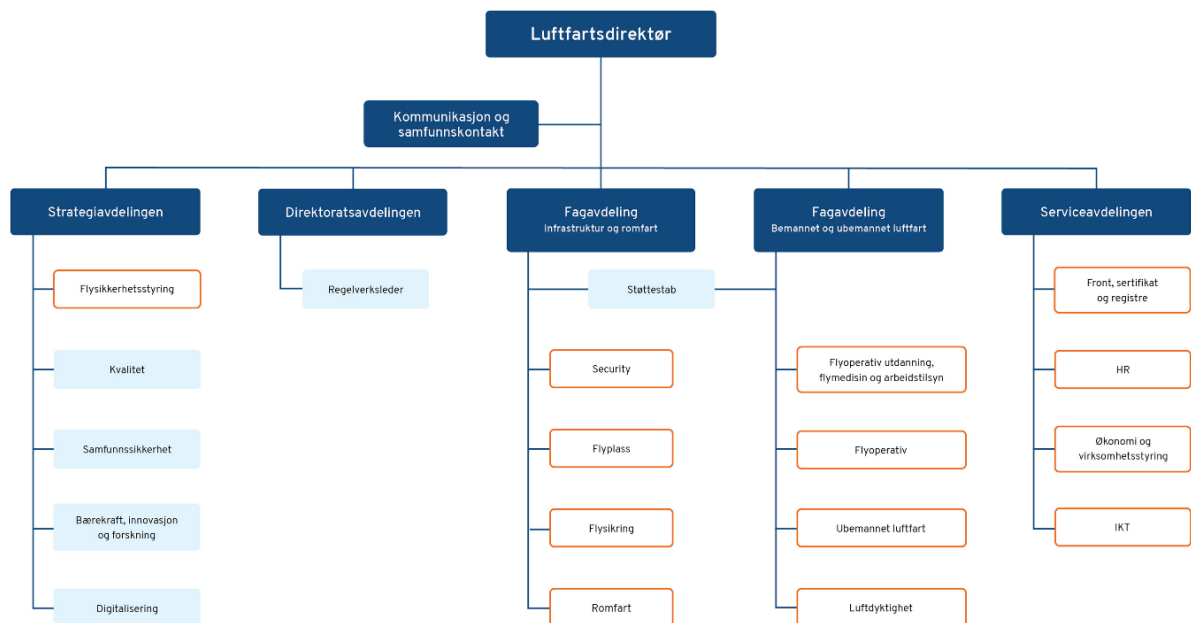 Luftfartsdirektør
Kommunikasjon og
samfunnskontakt
Strategiavdelingen
Direktoratsavdelingen
Fagavdeling
Infrastruktur og romfart
Fagavdeling
Bemannet og ubemannet luftfart
Serviceavdelingen
Flysikkerhetsstyring
Regelverksleder
Støttestab
Front, sertifikat
og registre
Kvalitet
Security
Flyoperativ utdanning,
flymedisin og arbeidstilsyn
HR
Samfunnssikkerhet
Flyplass
Flyoperativ
Økonomi og
virksomhetsstyring
Bærekraft, innovasjon
og forskning
Flysikring
Ubemannet luftfart
IKT
Digitalisering
Romfart
Luftdyktighet